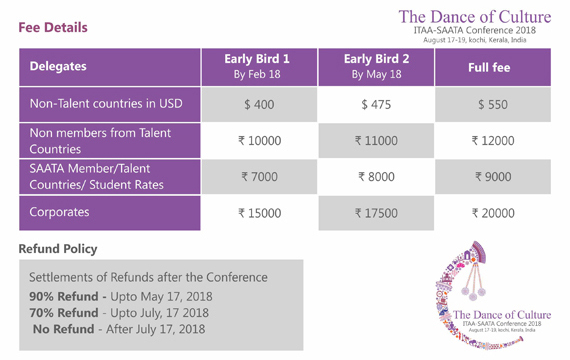 Fee Details
The Dance of Culture
ITAA-SAATA Conference 2018
August 17-19, kochi, Kerala, India
Delegates
Early Bird 1
By Feb 18
Early Bird 2
By May 18
Full fee
Non-Talent countries in USD
$ 400
$ 475
$ 550
Non members from Talent
Countries
₹ 10000
₹ 11000
₹ 12000
SAATA Member/Talent
Countries/ Student Rates
₹ 7000
₹ 8000
₹ 9000
Corporates
₹ 15000
₹ 17500
₹ 20000
Refund Policy
Settlements of Refunds after the Conference
90% Refund - Upto May 17, 2018
70% Refund - Upto July, 17 2018
No Refund - After July 17, 2018
The Dance of Culture
ITAA-SAATA Conference 2018
August 17-19, kochi, Kerala, India